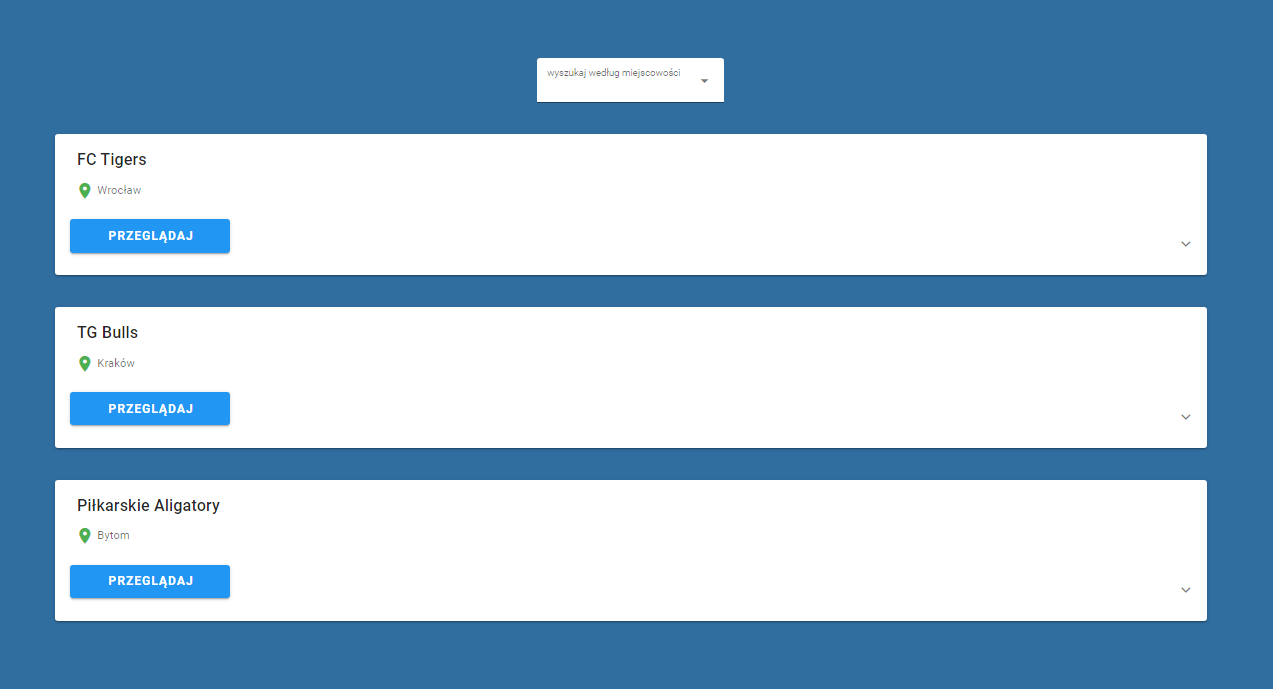 wyszukaj według miejscowości
FC Tigers
Wrocław
PRZEGLĄDAJ
TG Bulls
Kraków
PRZEGLĄDAJ
Piłkarskie Aligatory
Bytom
PRZEGLĄDAJ